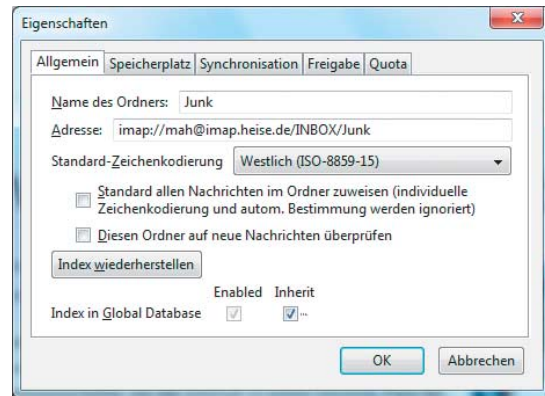 Eigenschaften
Allgemein Speicherplatz Synchronisation Freigabe Quota
Name des Ordners: Junk
Adresse: imap://mah@imap.heise.de/INBOX/Junk
Standard-Zeichenkodierung Westlich (ISO-8859-15)
Standard allen Nachrichten im Ordner zuweisen (individuelle
Zeichenkodierung und autom. Bestimmung werden ignoriert)
Diesen Ordner auf neue Nachrichten überprüfen
Index wiederherstellen
Enabled Inherit
Index in Global Database ...
OK Abbrechen